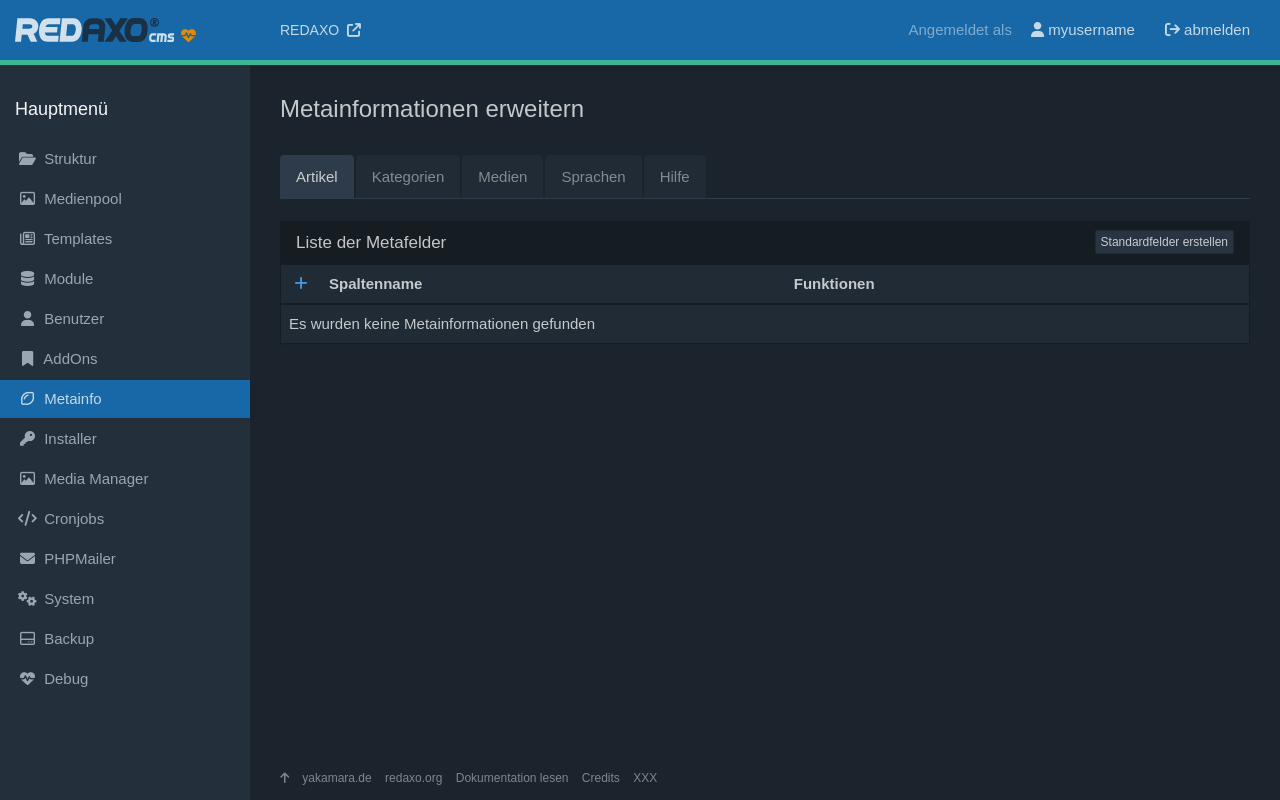 REDAXO® cms
REDAXO
Angemeldet als myusername abmelden
Hauptmenü
Struktur
Medienpool
Templates
Module
Benutzer
AddOns
Metainfo
Installer
Media Manager
Cronjobs
PHPMailer
System
Backup
Debug
Metainformationen erweitern
Artikel Kategorien Medien Sprachen Hilfe
Liste der Metafelder Standardfelder erstellen
Spaltenname Funktionen
Es wurden keine Metainformationen gefunden
yakamara.de redaxo.org Dokumentation lesen Credits XXX